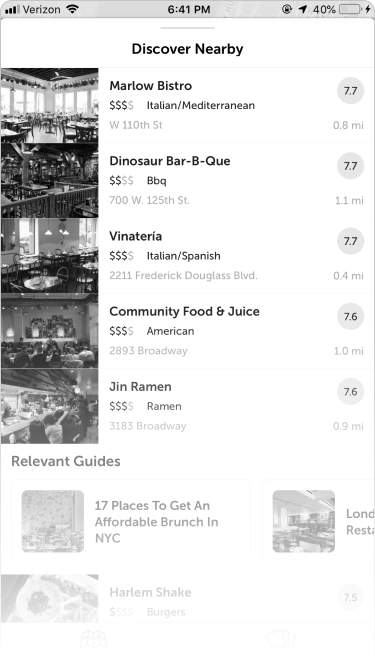 Verizon 6:41 PM 40%
Discover Nearby
Marlow Bistro 7.7
$$$$ Italian/Mediterranean
W 110th St 0.8 mi
Dinosaur Bar-B-Que 7.7
$$$$ Bbq
700 W. 125th St. 1.1 mi
Vinatería 7.7
$$$$ Italian/Spanish
2211 Frederick Douglass Blvd. 0.4 mi
Community Food & Juice 7.6
$$$$ American
2893 Broadway 1.0 mi
Jin Ramen 7.6
$$$$ Ramen
3183 Broadway 0.9 mi
Relevant Guides
17 Places To Get An
Affordable Brunch In
NYC
Lond
Resta
Harlem Shake 7.5
$$$$ Burgers